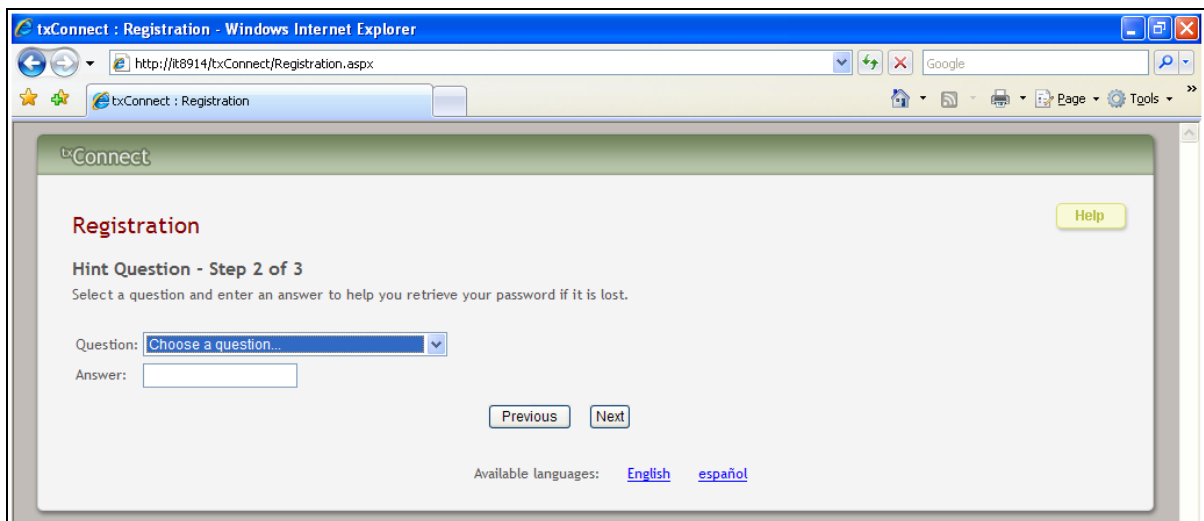 txConnect : Registration - Windows Internet Explorer
http://it8914/txConnect/Registration.aspx
Google
txConnect : Registration
Page
Tools
»
txConnect
Registration
Help
Hint Question - Step 2 of 3
Select a question and enter an answer to help you retrieve your password if it is lost.
Question: Choose a question...
Answer:
Previous Next
Available languages: English español